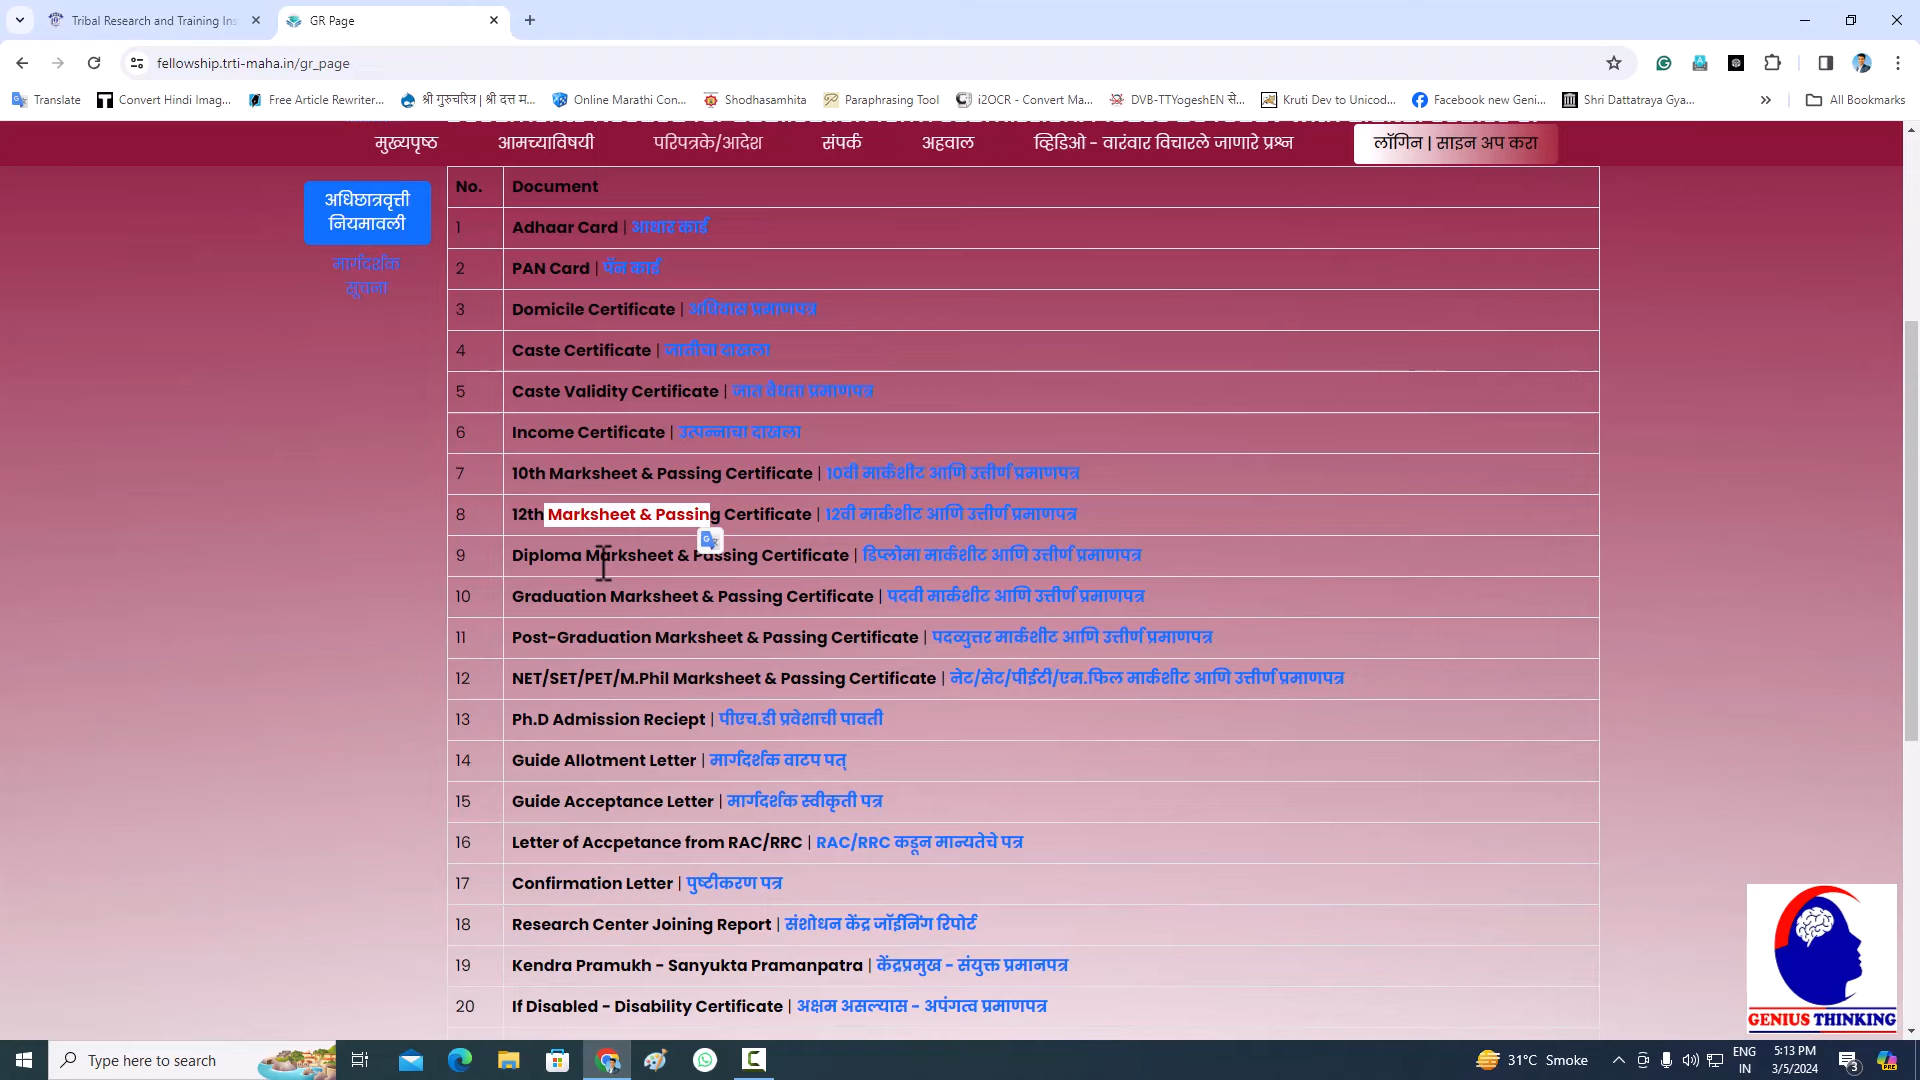 Tribal Research and Training Ins
GR Page
fellowship.trti-maha.in/gr_page
Translate
Convert Hindi Imag...
Free Article Rewriter...
श्री गुरुचरित्र | श्री दत्त म...
Online Marathi Con...
Shodhasamhita
Paraphrasing Tool
i2OCR - Convert Ma...
DVB-TTYogeshEN से...
Kruti Dev to Unicod...
Facebook new Geni...
Shri Dattatraya Gya...
All Bookmarks
मुख्यपृष्ठ आमच्याविषयी परिपत्रके/आदेश संपर्क अहवाल व्हिडिओ - वारंवार विचारले जाणारे प्रश्न लॉगिन | साइन अप करा
अधिछात्रवृत्ती
नियमावली
मार्गदर्शक
सूचना
No. Document
1 Adhaar Card | आधार कार्ड
2 PAN Card | पॅन कार्ड
3 Domicile Certificate | अधिवास प्रमाणपत्र
4 Caste Certificate | जातीचा दाखला
5 Caste Validity Certificate | जात वैधता प्रमाणपत्र
6 Income Certificate | उत्पन्नाचा दाखला
7 10th Marksheet & Passing Certificate | 10वी मार्कशीट आणि उत्तीर्ण प्रमाणपत्र
8 12th Marksheet & Passing Certificate | 12वी मार्कशीट आणि उत्तीर्ण प्रमाणपत्र
9 Diploma Marksheet & Passing Certificate | डिप्लोमा मार्कशीट आणि उत्तीर्ण प्रमाणपत्र
10 Graduation Marksheet & Passing Certificate | पदवी मार्कशीट आणि उत्तीर्ण प्रमाणपत्र
11 Post-Graduation Marksheet & Passing Certificate | पदव्युत्तर मार्कशीट आणि उत्तीर्ण प्रमाणपत्र
12 NET/SET/PET/M.Phil Marksheet & Passing Certificate | नेट/सेट/पीईटी/एम.फिल मार्कशीट आणि उत्तीर्ण प्रमाणपत्र
13 Ph.D Admission Reciept | पीएच.डी प्रवेशाची पावती
14 Guide Allotment Letter | मार्गदर्शक वाटप पत्
15 Guide Acceptance Letter | मार्गदर्शक स्वीकृती पत्र
16 Letter of Accpetance from RAC/RRC | RAC/RRC कडून मान्यतेचे पत्र
17 Confirmation Letter | पुष्टीकरण पत्र
18 Research Center Joining Report | संशोधन केंद्र जॉईनिंग रिपोर्ट
19 Kendra Pramukh - Sanyukta Pramanpatra | केंद्रप्रमुख - संयुक्त प्रमानपत्र
20 If Disabled - Disability Certificate | अक्षम असल्यास - अपंगत्व प्रमाणपत्र
GENIUS THINKING
Type here to search
31°C Smoke
ENG
IN
5:13 PM
3/5/2024
3